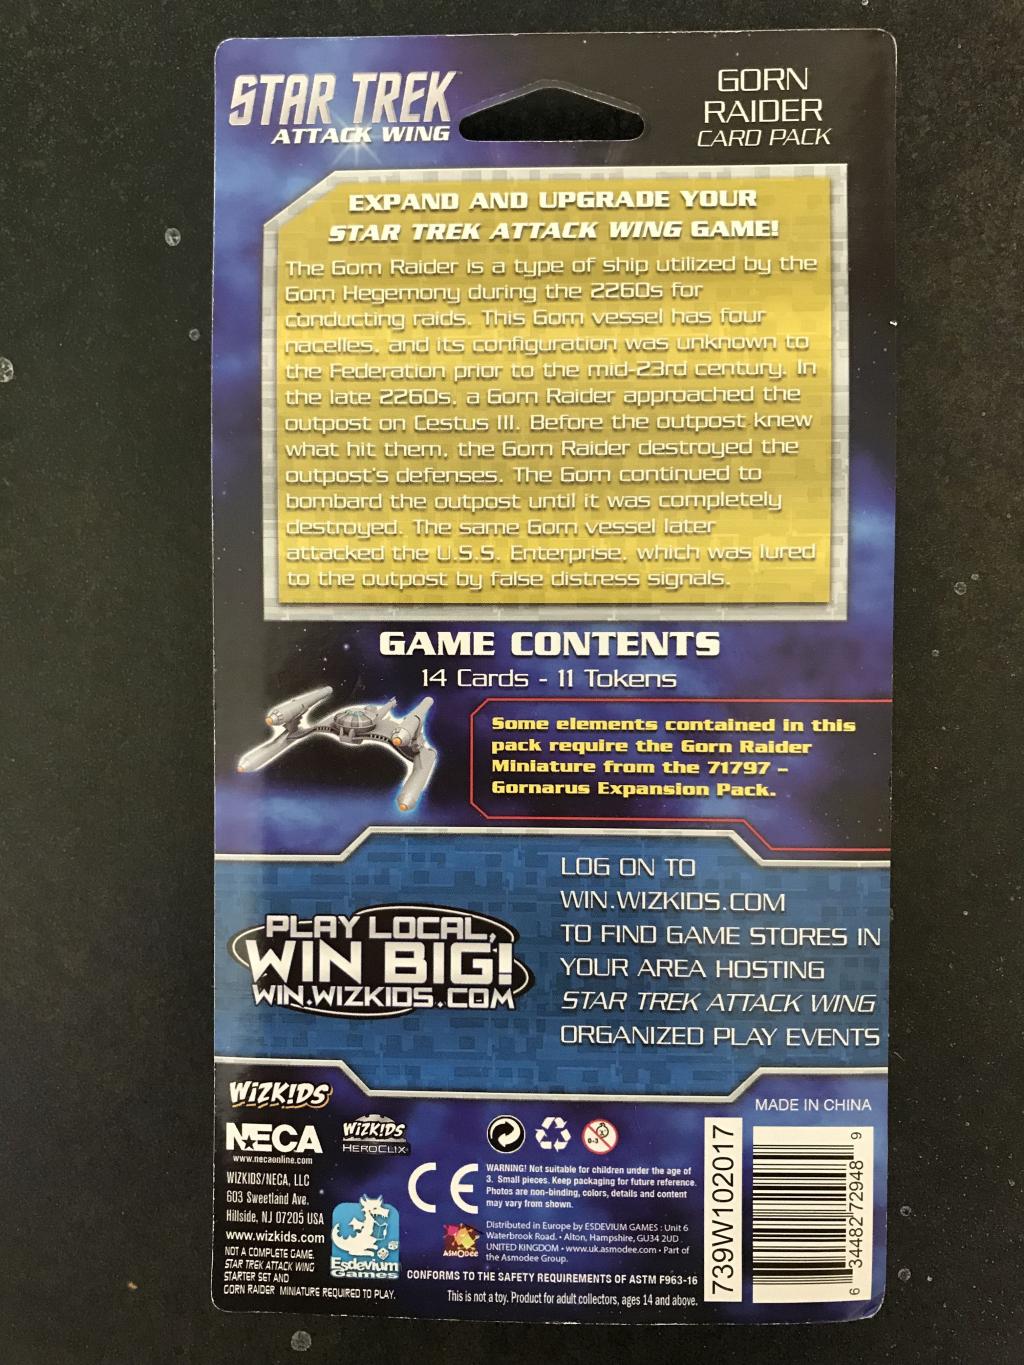 STAR TREK
ATTACK WING
GORN
RAIDER
CARD PACK
EXPAND AND UPGRADE YOUR
STAR TREK ATTACK WING GAME!
The Gorn Raider is a type of ship utilized by the
Gorn Hegemony during the 2260s for
conducting raids. This Gorn vessel has four
nacelles, and its configuration was unknown to
the Federation prior to the mid-23rd century. In
the late 2260s, a Gorn Raider approached the
outpost on Cestus III. Before the outpost knew
what hit them, the Gorn Raider destroyed the
outpost's defenses. The Gorn continued to
bombard the outpost until it was completely
destroyed. The same Gorn vessel later
attacked the U.S.S. Enterprise, which was lured
to the outpost by false distress signals.
GAME CONTENTS
14 Cards - 11 Tokens
Some elements contained in this
pack require the Gorn Raider
Miniature from the 71797 –
Gornarus Expansion Pack.
PLAY LOCAL,
WIN BIG!
WIN.WIZKIDS.COM
LOG ON TO
WIN.WIZKIDS.COM
TO FIND GAME STORES IN
YOUR AREA HOSTING
STAR TREK ATTACK WING
ORGANIZED PLAY EVENTS
WIZKIDS
NECA
www.necaonline.com
WIZKIDS
HEROCLIX
WIZKIDS/NECA, LLC
603 Sweetland Ave.
Hillside, NJ 07205 USA
www.wizkids.com
NOT A COMPLETE GAME.
STAR TREK ATTACK WING
STARTER SET AND
GORN RAIDER MINIATURE REQUIRED TO PLAY.
Esdevium
Games
0-3
CE
WARNING! Not suitable for children under the age of
3. Small pieces. Keep packaging for future reference.
Photos are non-binding, colors, details and content
may vary from shown.
ASMODEE
Distributed in Europe by ESDEVIUM GAMES : Unit 6
Waterbrook Road. • Alton, Hampshire, GU34 2UD .
UNITED KINGDOM • www.uk.asmodee.com • Part of
the Asmodee Group.
CONFORMS TO THE SAFETY REQUIREMENTS OF ASTM F963-16
This is not a toy. Product for adult collectors, ages 14 and above.
MADE IN CHINA
739W102017
6 34482 72948 9